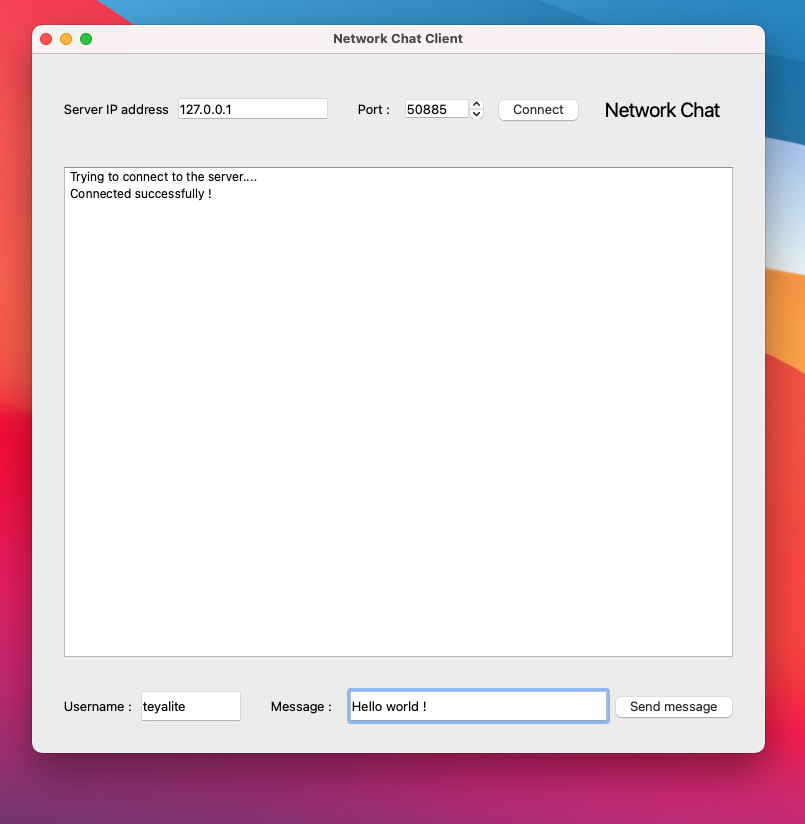 Network Chat Client
Server IP address 127.0.0.1 Port : 50885 Connect Network Chat
Trying to connect to the server....
Connected successfully !
Username : teyalite Message : Hello world ! Send message